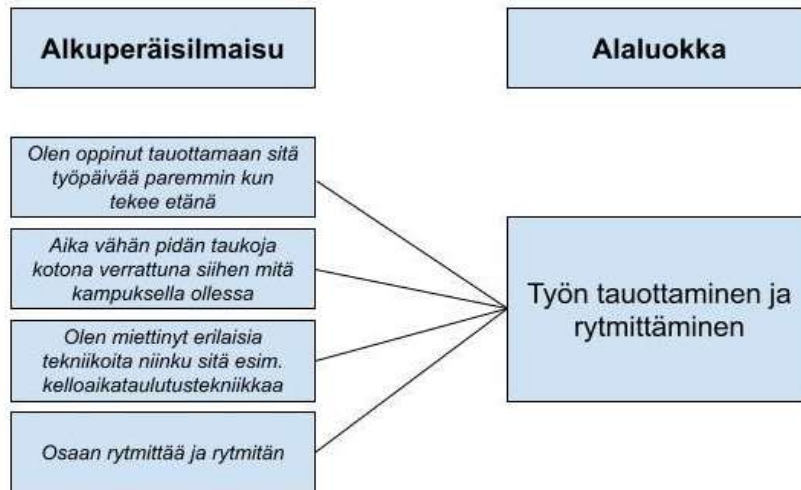 Alkuperäisilmaisu
Alaluokka
Olen oppinut tauottamaan sitä
työpäivää paremmin kun
tekee etänä
Aika vähän pidän taukoja
kotona verrattuna siihen mitä
kampuksella ollessa
Olen miettinyt erilaisia
tekniikoita niinku sitä esim.
kelloaikataulutustekniikkaa
Osaan rytmittää ja rytmitän
Työn tauottaminen ja
rytmittäminen